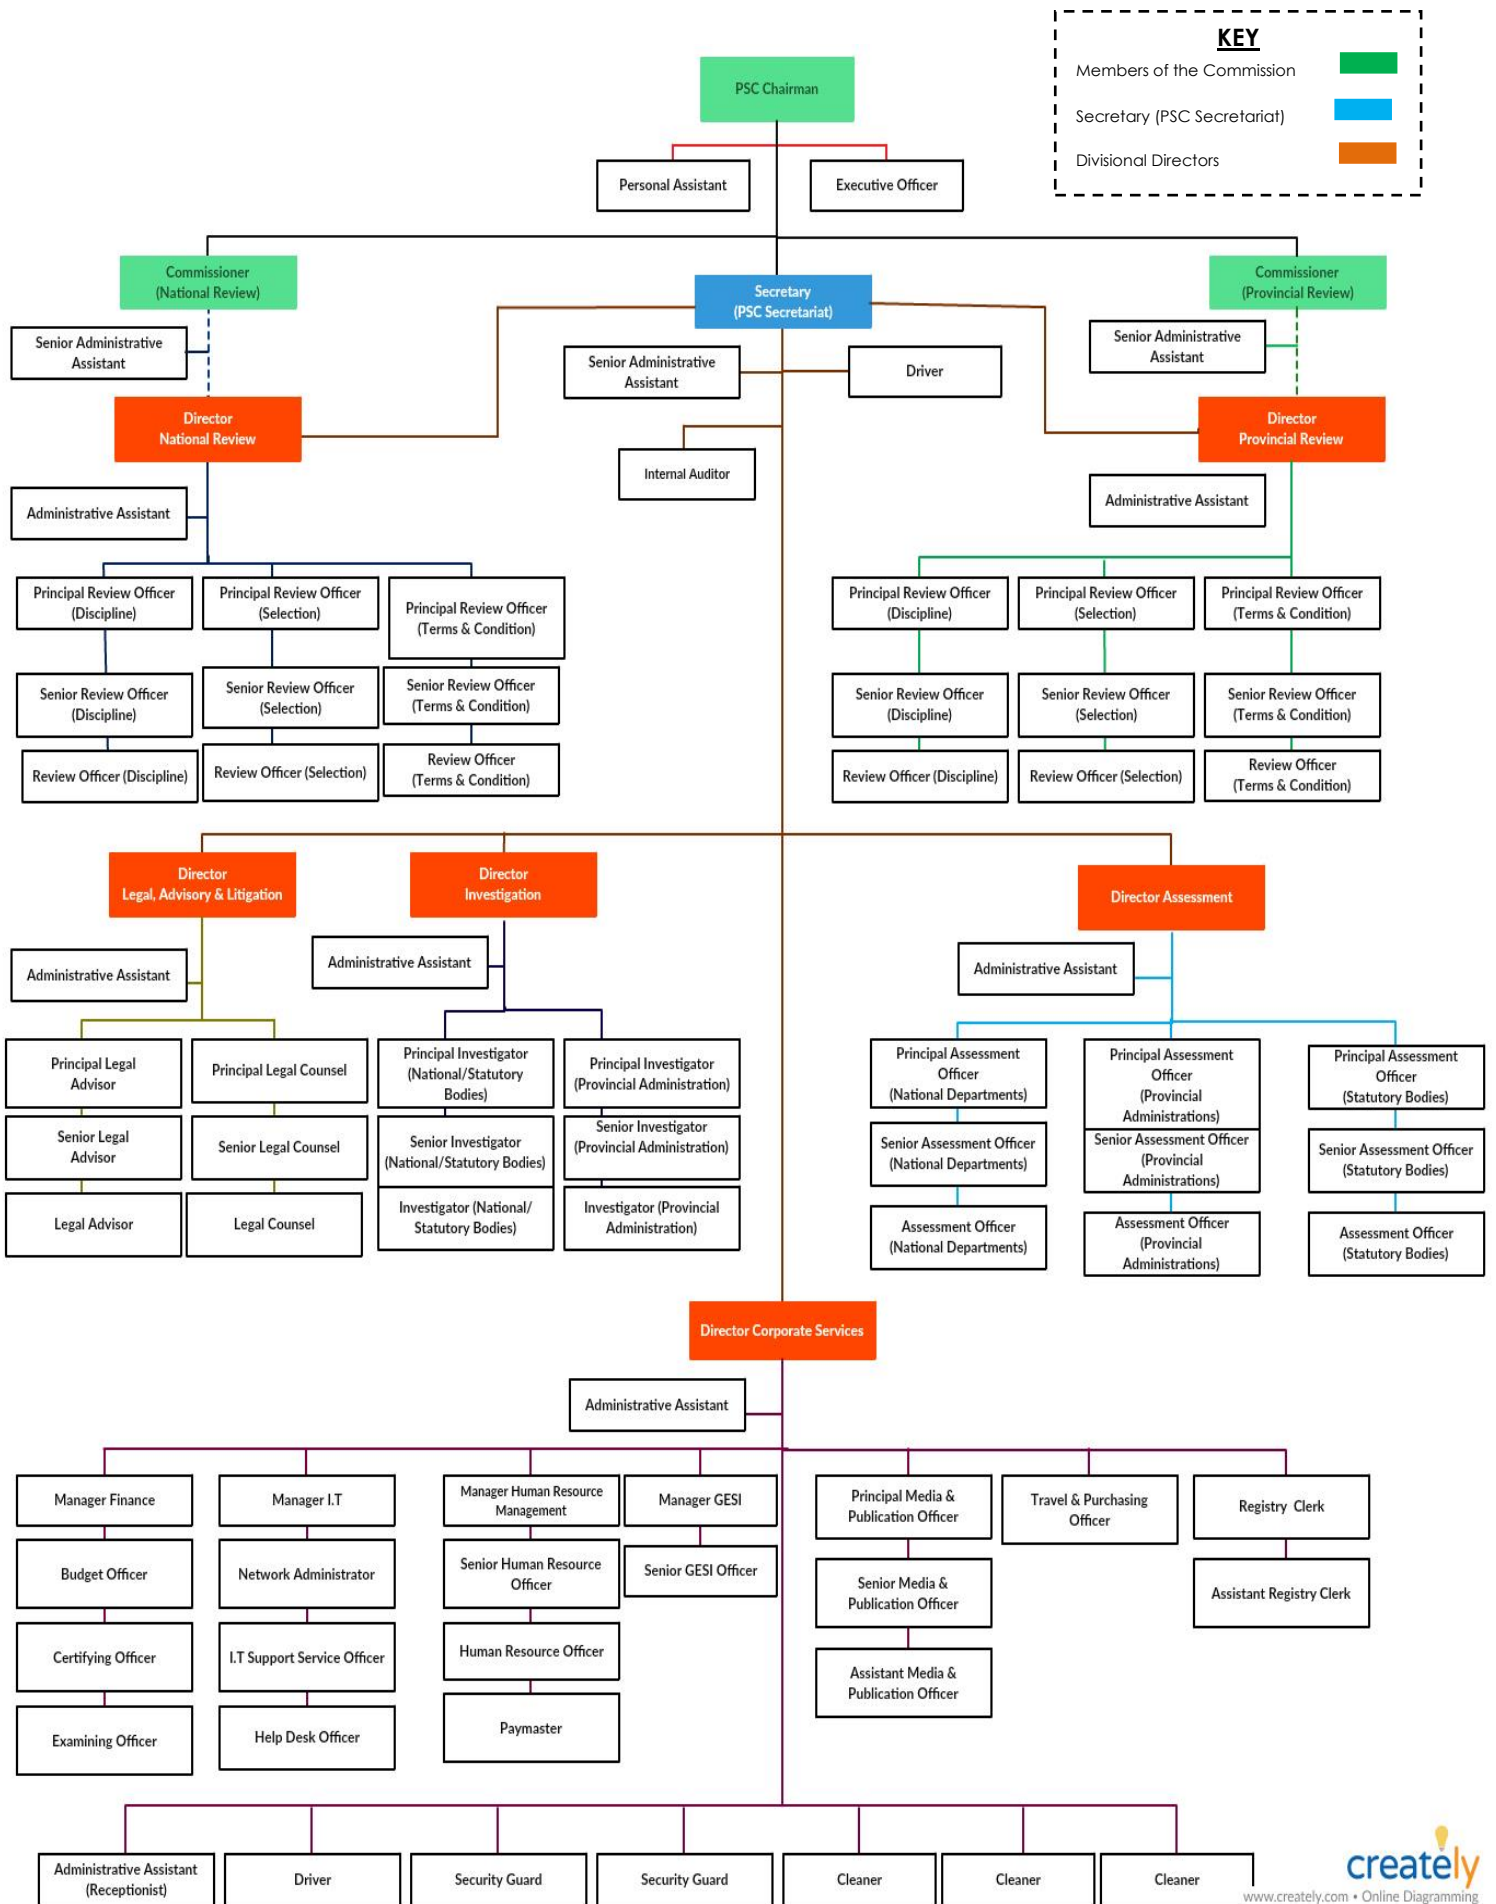 KEY
Members of the Commission
Secretary (PSC Secretariat)
Divisional Directors
PSC Chairman
Personal Assistant
Executive Officer
Commissioner
(National Review)
Secretary
(PSC Secretariat)
Commissioner
(Provincial Review)
Senior Administrative
Assistant
Senior Administrative
Assistant
Driver
Senior Administrative
Assistant
Director
National Review
Director
Provincial Review
Internal Auditor
Administrative Assistant
Administrative Assistant
Principal Review Officer
(Discipline)
Principal Review Officer
(Selection)
Principal Review Officer
(Terms & Condition)
Principal Review Officer
(Discipline)
Principal Review Officer
(Selection)
Principal Review Officer
(Terms & Condition)
Senior Review Officer
(Discipline)
Senior Review Officer
(Selection)
Senior Review Officer
(Terms & Condition)
Senior Review Officer
(Discipline)
Senior Review Officer
(Selection)
Senior Review Officer
(Terms & Condition)
Review Officer (Discipline)
Review Officer (Selection)
Review Officer
(Terms & Condition)
Review Officer (Discipline)
Review Officer (Selection)
Review Officer
(Terms & Condition)
Director
Legal, Advisory & Litigation
Director
Investigation
Director Assessment
Administrative Assistant
Administrative Assistant
Administrative Assistant
Principal Legal
Advisor
Principal Legal Counsel
Principal Investigator
(National/Statutory
Bodies)
Principal Investigator
(Provincial Administration)
Principal Assessment
Officer
(National Departments)
Principal Assessment
Officer
(Provincial
Administrations)
Principal Assessment
Officer
(Statutory Bodies)
Senior Legal
Advisor
Senior Legal Counsel
Senior Investigator
(National/Statutory Bodies)
Senior Investigator
(Provincial Administration)
Senior Assessment Officer
(National Departments)
Senior Assessment Officer
(Provincial
Administrations)
Senior Assessment Officer
(Statutory Bodies)
Legal Advisor
Legal Counsel
Investigator (National/
Statutory Bodies)
Investigator (Provincial
Administration)
Assessment Officer
(National Departments)
Assessment Officer
(Provincial
Administrations)
Assessment Officer
(Statutory Bodies)
Director Corporate Services
Administrative Assistant
Manager Finance
Manager I.T
Manager Human Resource
Management
Manager GESI
Principal Media &
Publication Officer
Travel & Purchasing
Officer
Registry Clerk
Budget Officer
Network Administrator
Senior Human Resource
Officer
Senior GESI Officer
Senior Media &
Publication Officer
Assistant Registry Clerk
Certifying Officer
I.T Support Service Officer
Human Resource Officer
Assistant Media &
Publication Officer
Examining Officer
Help Desk Officer
Paymaster
Administrative Assistant
(Receptionist)
Driver
Security Guard
Security Guard
Cleaner
Cleaner
Cleaner
creately
www.creately.com • Online Diagramming